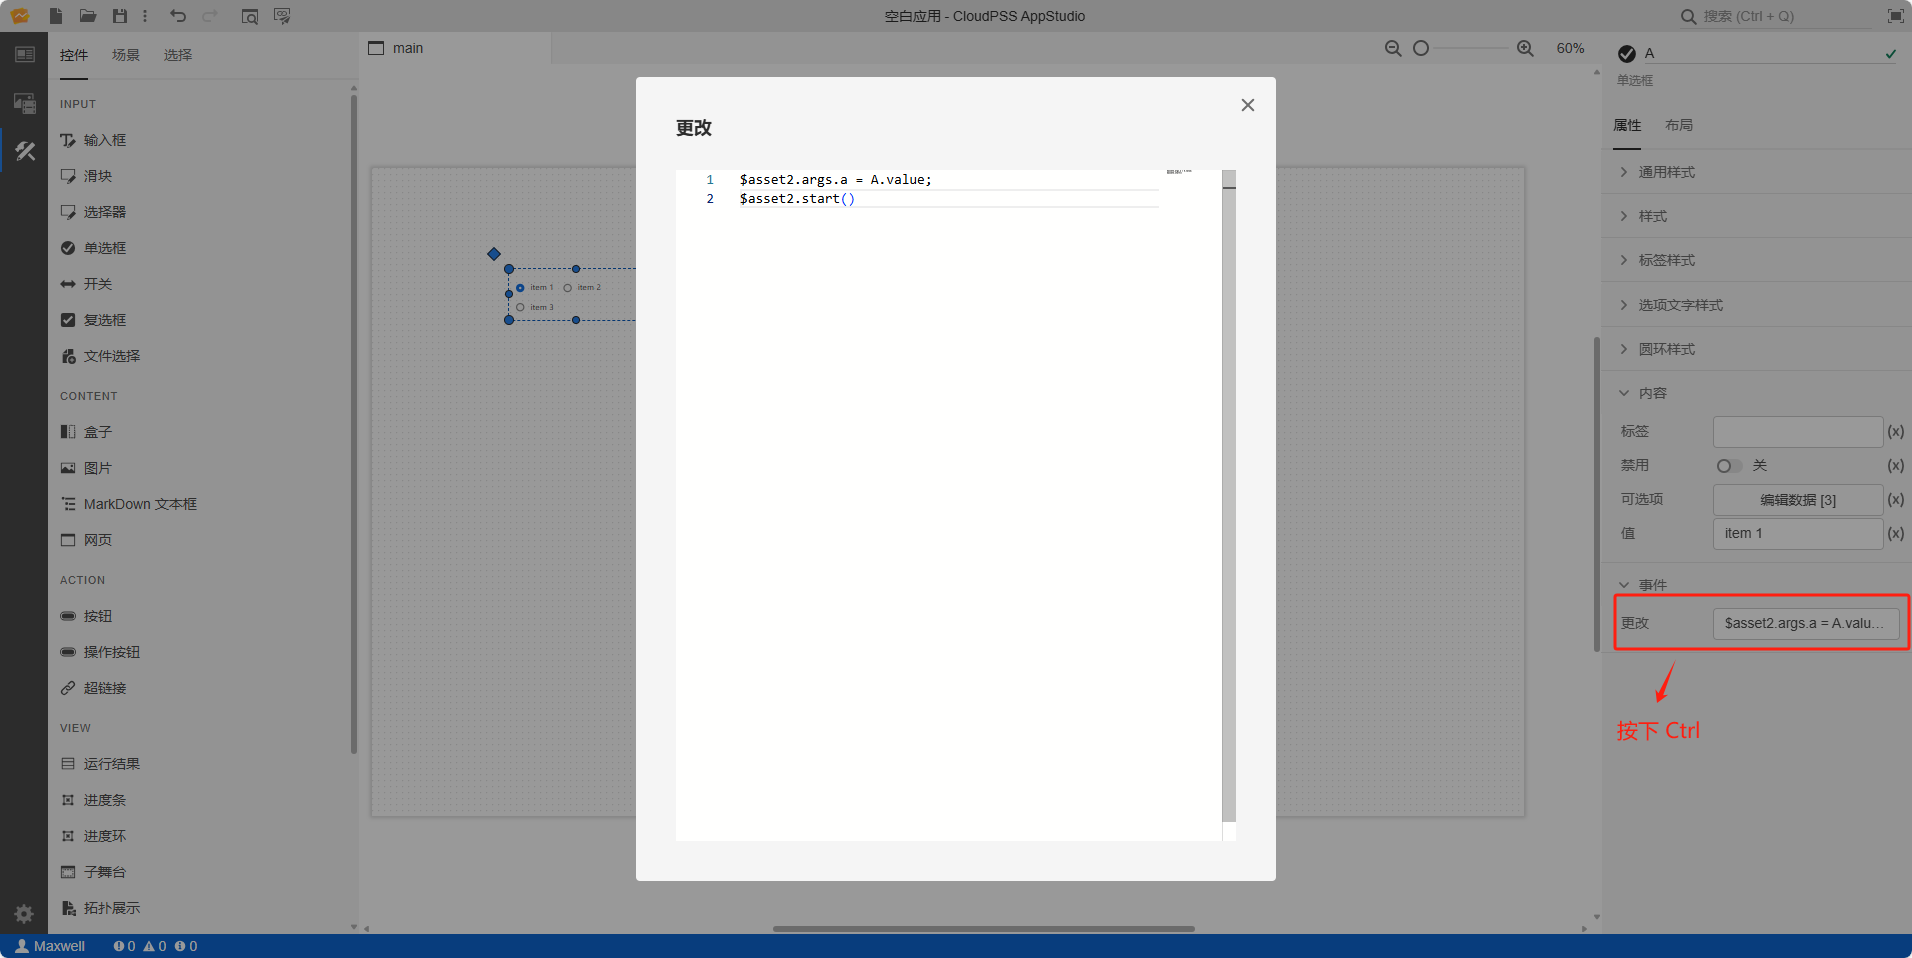 空白应用 - CloudPSS AppStudio
搜索 (Ctrl + Q)
控件 场景 选择
main
60%
INPUT
输入框
滑块
选择器
单选框
开关
复选框
文件选择
CONTENT
盒子
图片
MarkDown 文本框
网页
ACTION
按钮
操作按钮
超链接
VIEW
运行结果
进度条
进度环
子舞台
拓扑展示
item 1 item 2
item 3
更改
1 $asset2.args.a = A.value;
2 $asset2.start()
A
单选框
属性 布局
通用样式
样式
标签样式
选项文字样式
圆环样式
内容
标签 (x)
禁用 关 (x)
可选项 编辑数据 [3] (x)
值 item 1 (x)
事件
更改 $asset2.args.a = A.valu...
按下 Ctrl
Maxwell 0 0 0